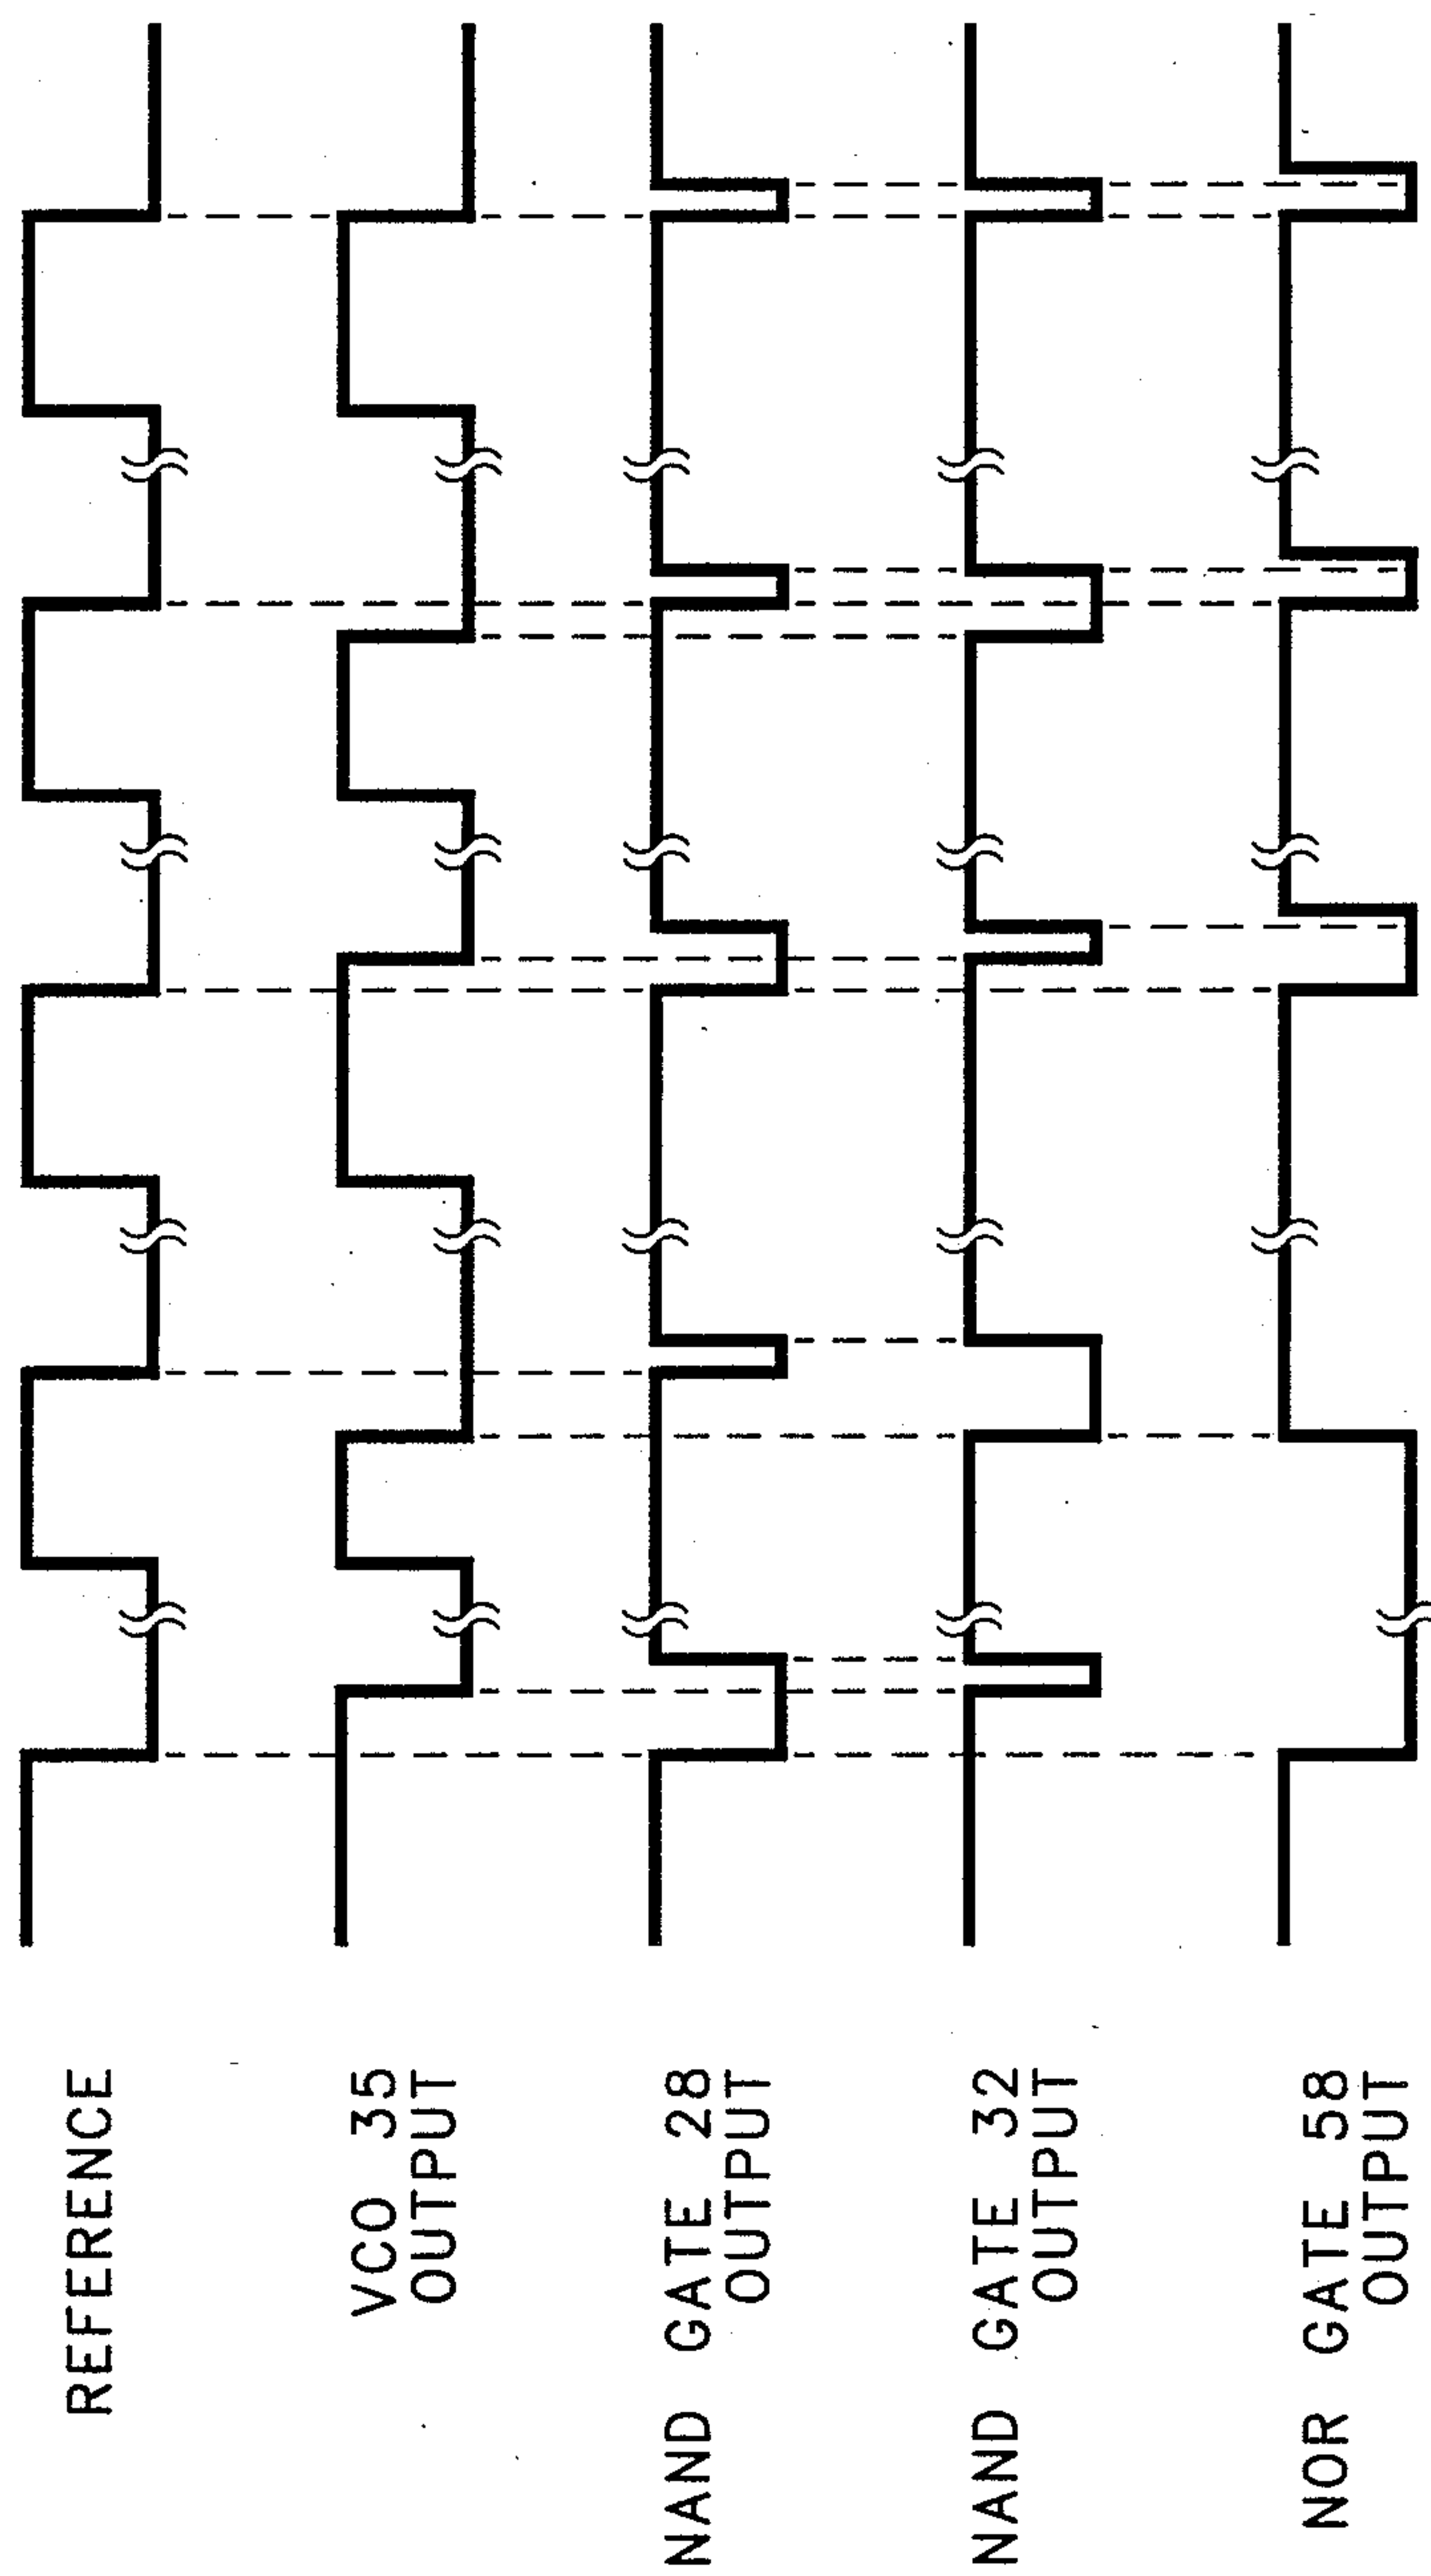 REFERENCE
VCO 35
OUTPUT
NAND GATE 28
OUTPUT
NAND GATE 32
OUTPUT
NOR GATE 58
OUTPUT